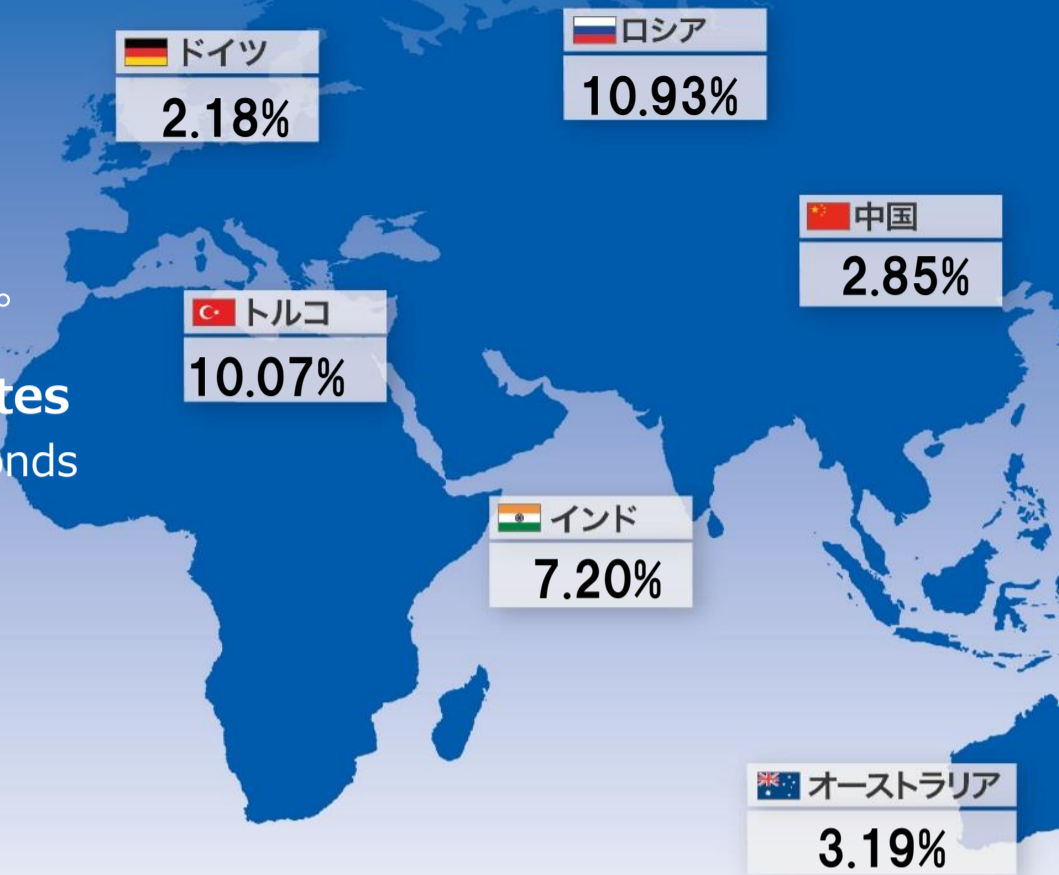 ドイツ
2.18%
ロシア
10.93%
中国
2.85%
。
トルコ
10.07%
tes
onds
インド
7.20%
オーストラリア
3.19%